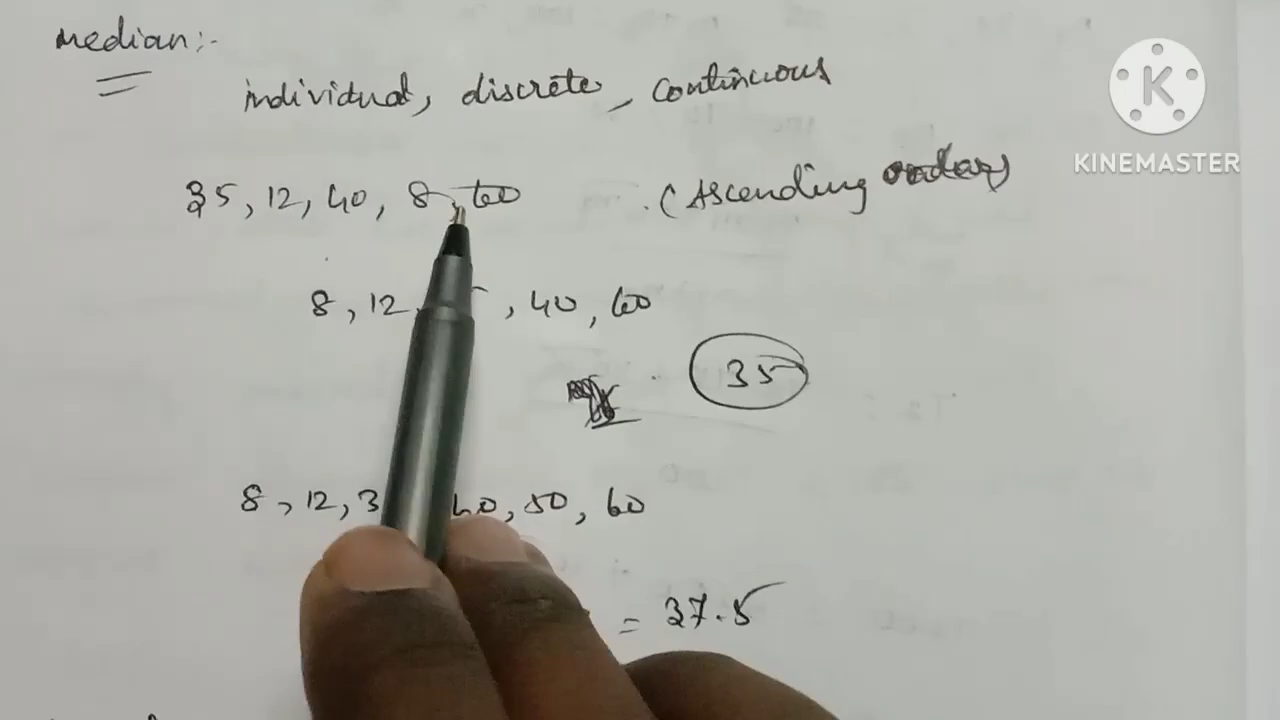 Median:-
individual, discrete, continuous
K
KINEMASTER
35, 12, 40, 8, 60
(Ascending order)
8, 12, , 40, 60
35
8, 12, 3 40, 50, 60
= 37.5